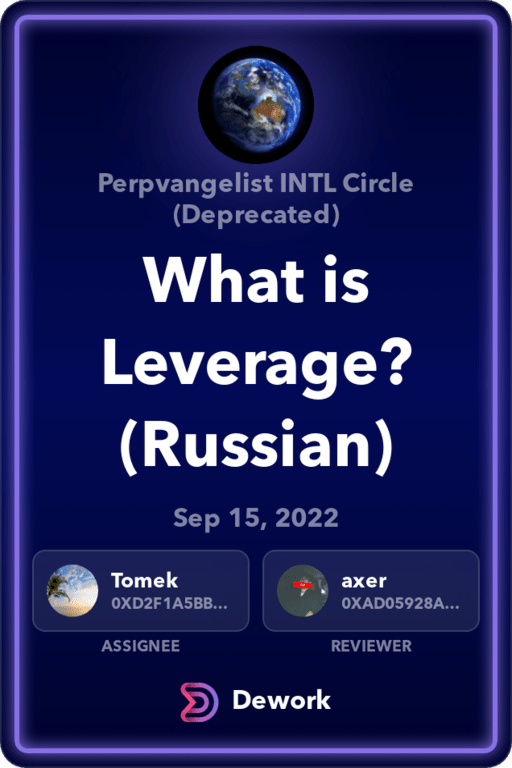 Perpvangelist INTL Circle
(Deprecated)
What is
Leverage?
(Russian)
Sep 15, 2022
Tomek
0XD2F1A5BB...
ASSIGNEE
axer
0XAD05928A...
REVIEWER
Dework